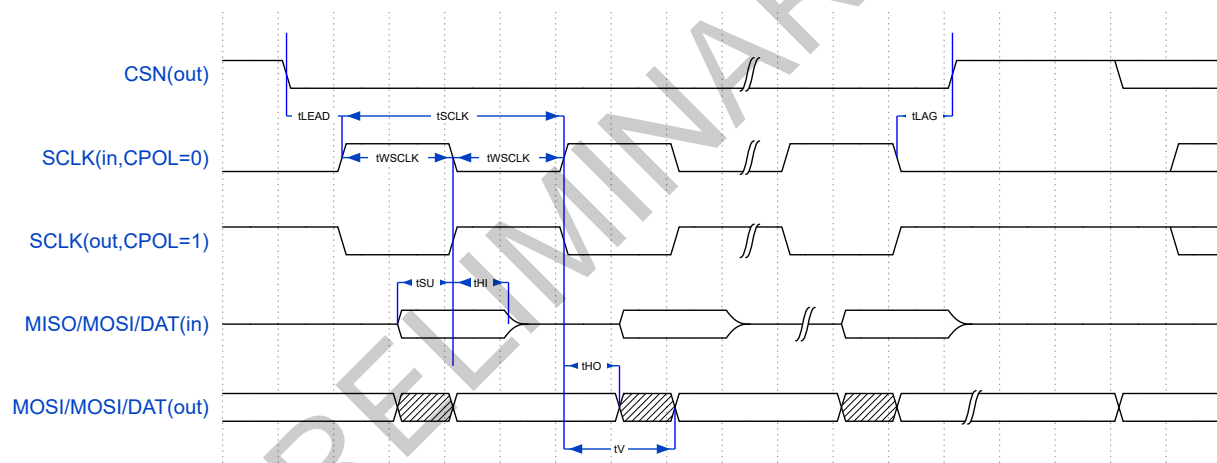 CSN(out)
tLEAD
tSCLK
tLAG
SCLK(in,CPOL=0)
tWSCLK
tWSCLK
SCLK(out,CPOL=1)
tSU
tHI
MISO/MOSI/DAT(in)
tHO
MOSI/MOSI/DAT(out)
tV
RELIMINAR